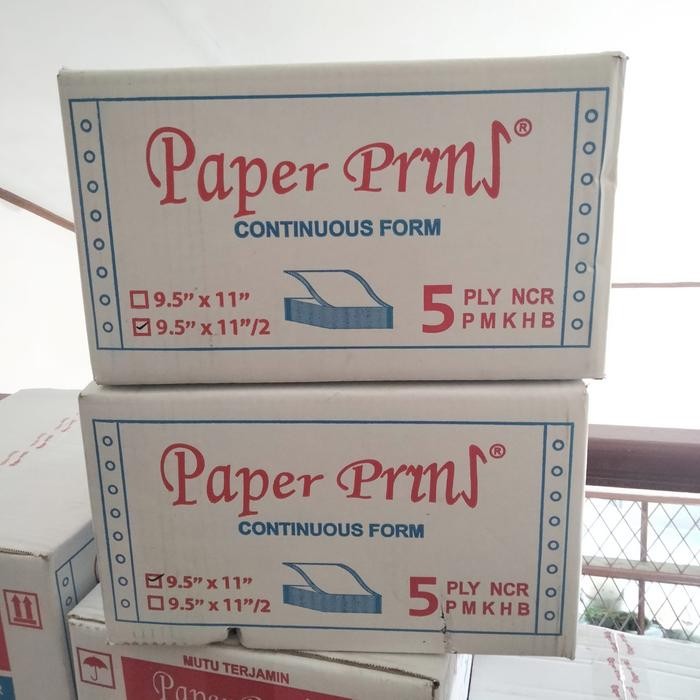 Paper Prins®
CONTINUOUS FORM
9.5” x 11”
9.5” x 11”/2
5 PLY NCR
PMKHB
Paper Prins®
CONTINUOUS FORM
9.5” x 11”
9.5” x 11”/2
5 PLY NCR
PMKHB
MUTU TERJAMIN
Paper